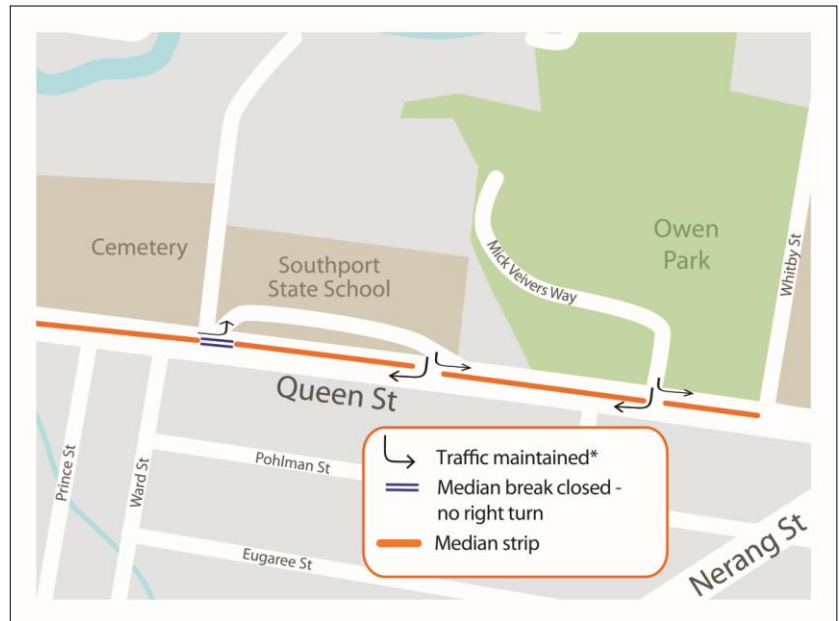 Cemetery
Southport
State School
Mick Veivers Way
Owen
Park
Whitby St
Queen St
Prince St
Ward St
Pohlman St
Eugaree St
Nerang St
Traffic maintained*
Median break closed -
no right turn
Median strip